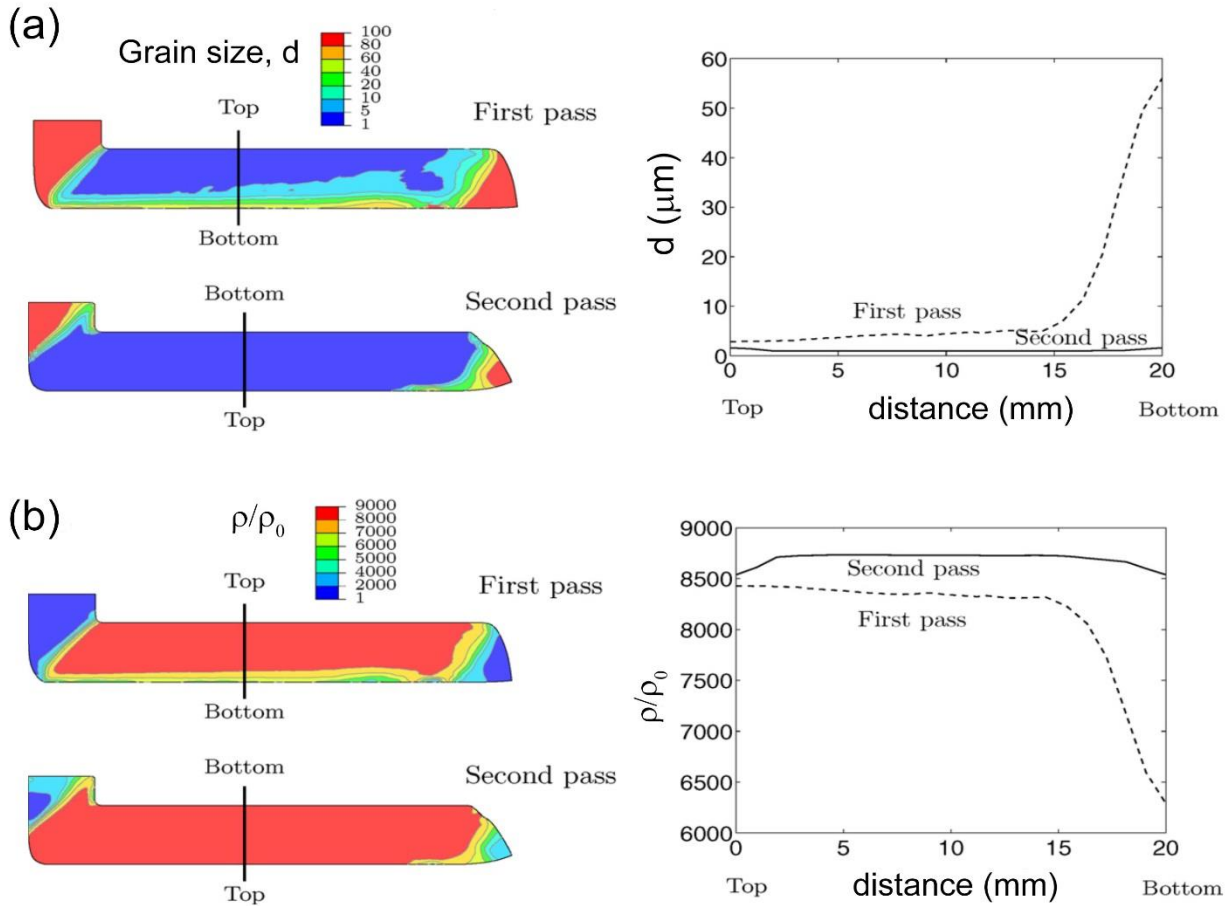 (a)
Grain size, d
100
80
60
40
20
10
5
1
Top
First pass
Bottom
Bottom
Second pass
Top
60
50
40
30
20
10
0
d (μm)
First pass
Second pass
0 5 10 15 20
Top distance (mm) Bottom
(b)
ρ/ρ₀
9000
8000
7000
6000
5000
4000
2000
1
Top
First pass
Bottom
Bottom
Second pass
Top
9000
8500
8000
7500
7000
6500
6000
ρ/ρ₀
Second pass
First pass
0 5 10 15 20
Top distance (mm) Bottom